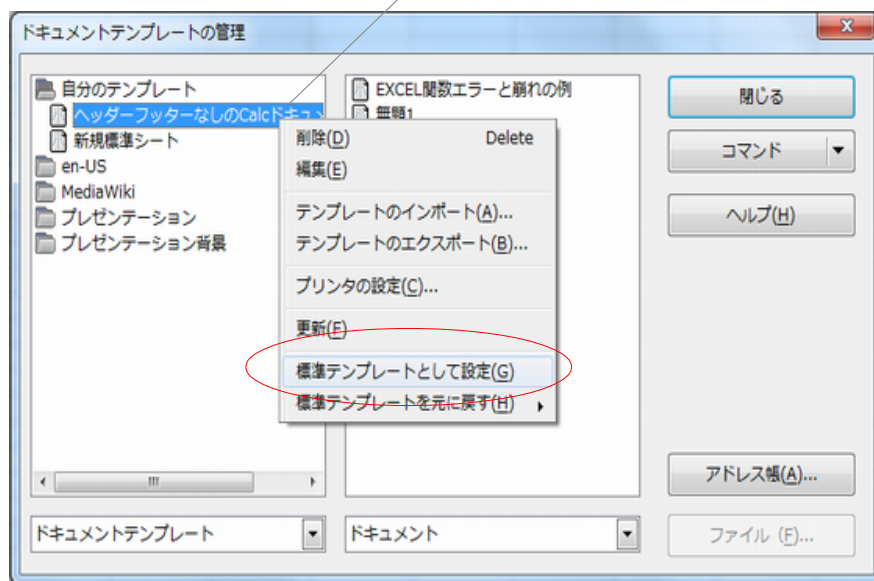 ドキュメントテンプレートの管理
自分のテンプレート
ヘッダーフッターなしのCalcドキュメン
新規標準シート
en-US
MediaWiki
プレゼンテーション
プレゼンテーション背景
EXCEL関数エラーと崩れの例
無題1
削除(D) Delete
編集(E)
テンプレートのインポート(A)...
テンプレートのエクスポート(B)...
プリンタの設定(C)...
更新(F)
標準テンプレートとして設定(G)
標準テンプレートを元に戻す(H)
閉じる
コマンド
ヘルプ(H)
アドレス帳(A)...
ファイル (F)...
ドキュメントテンプレート
ドキュメント